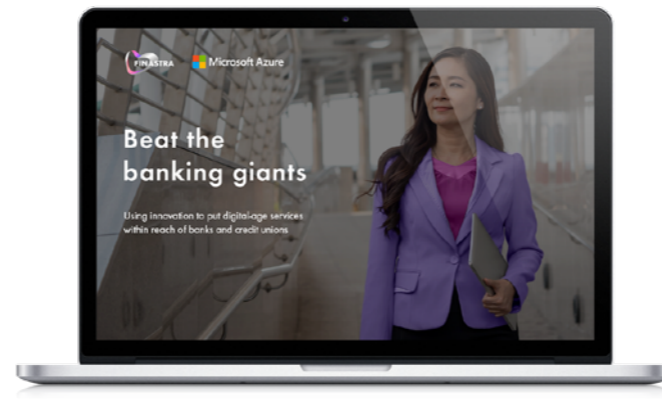 FINASTRA
Microsoft Azure
Beat the
banking giants
Using innovation to put digital-age services
within reach of banks and credit unions